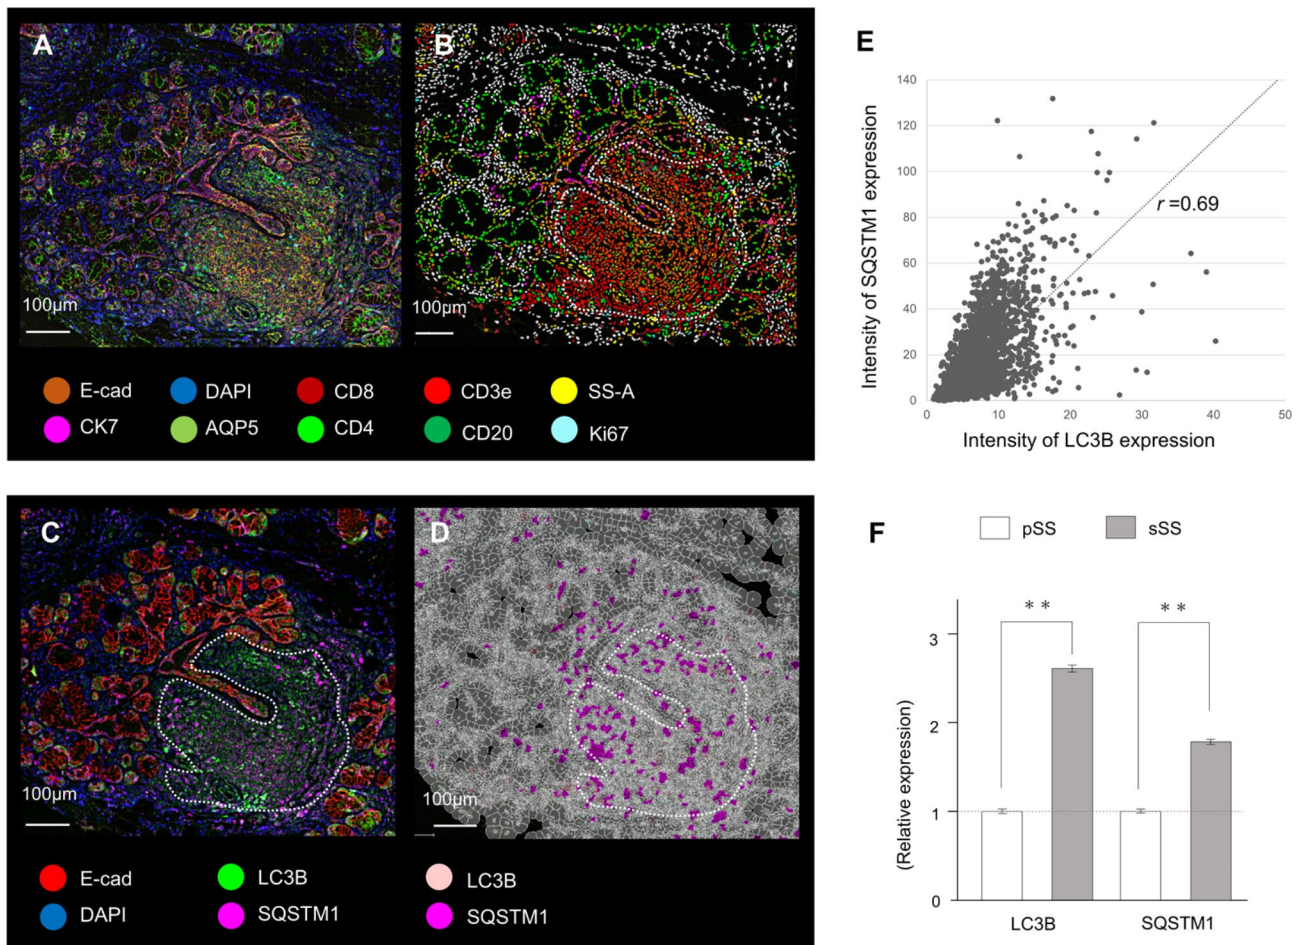 A
B
100μm
100μm
E-cad
DAPI
CD8
CD3e
SS-A
CK7
AQP5
CD4
CD20
Ki67
E
140
120
100
80
60
40
20
0
0
10
20
30
40
50
r =0.69
Intensity of SQSTM1 expression
Intensity of LC3B expression
C
D
100μm
100μm
E-cad
LC3B
LC3B
DAPI
SQSTM1
SQSTM1
F
pSS
sSS
* *
* *
3
2
1
0
(Relative expression)
LC3B
SQSTM1